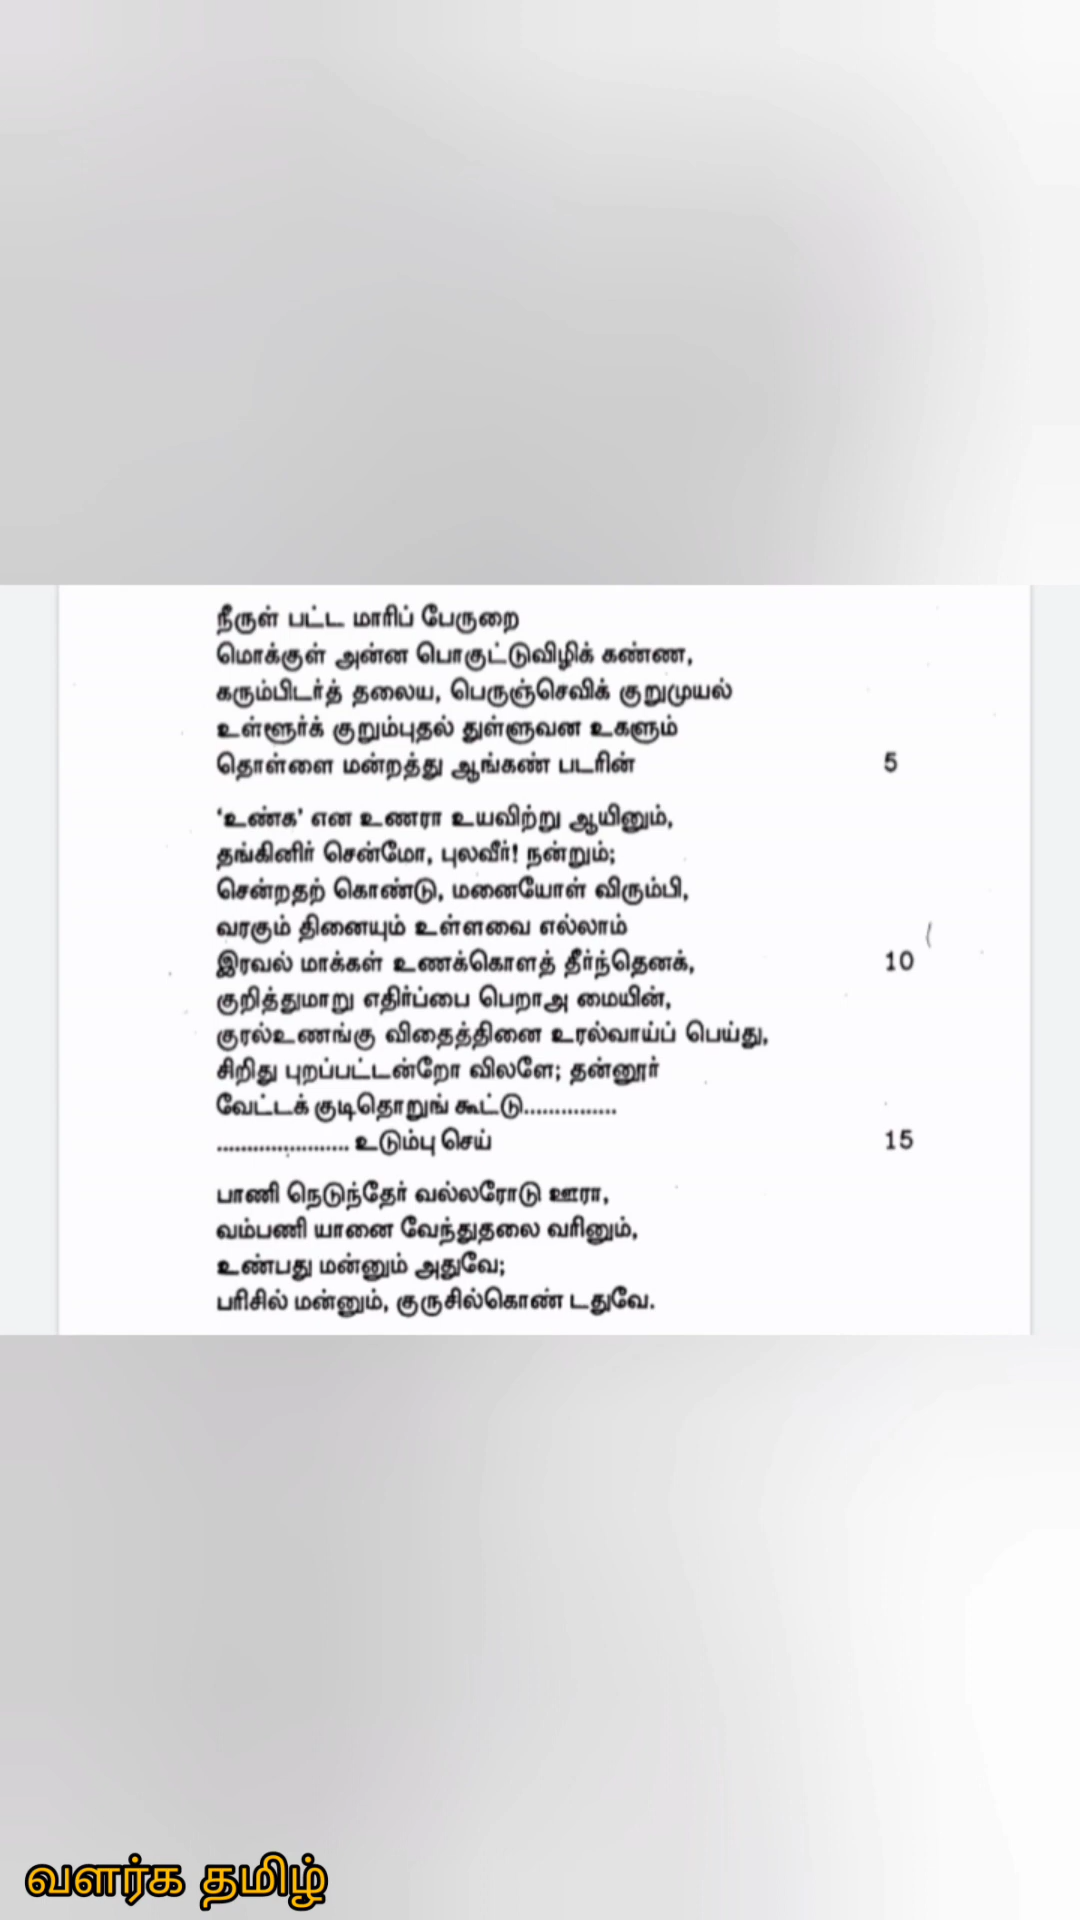 நீருள் பட்ட மாரிப் பேருறை
மொக்குள் அன்ன பொகுட்டுவிழிக் கண்ண,
கரும்பிடர்த் தலைய, பெருஞ்செவிக் குறுமுயல்
உள்ளூர்க் குறும்புதல் துள்ளுவன உகளும்
தொள்ளை மன்றத்து ஆங்கண் படரின் 5
‘உண்க’ என உணரா உயவிற்று ஆயினும்,
தங்கினிர் சென்மோ, புலவீர்! நன்றும்;
சென்றதற் கொண்டு, மனையோள் விரும்பி,
வரகும் தினையும் உள்ளவை எல்லாம்
இரவல் மாக்கள் உணக்கொளத் தீர்ந்தெனக், 10
குறித்துமாறு எதிர்ப்பை பெறாஅ மையின்,
குரல்உணங்கு விதைத்தினை உரல்வாய்ப் பெய்து,
சிறிது புறப்பட்டன்றோ விலளே; தன்னூர்
வேட்டக் குடிதொறுங் கூட்டு...............
...................... உடும்பு செய் 15
பாணி நெடுந்தேர் வல்லரோடு ஊரா,
வம்பணி யானை வேந்துதலை வரினும்,
உண்பது மன்னும் அதுவே;
பரிசில் மன்னும், குருசில்கொண் டதுவே.
வளர்க தமிழ்